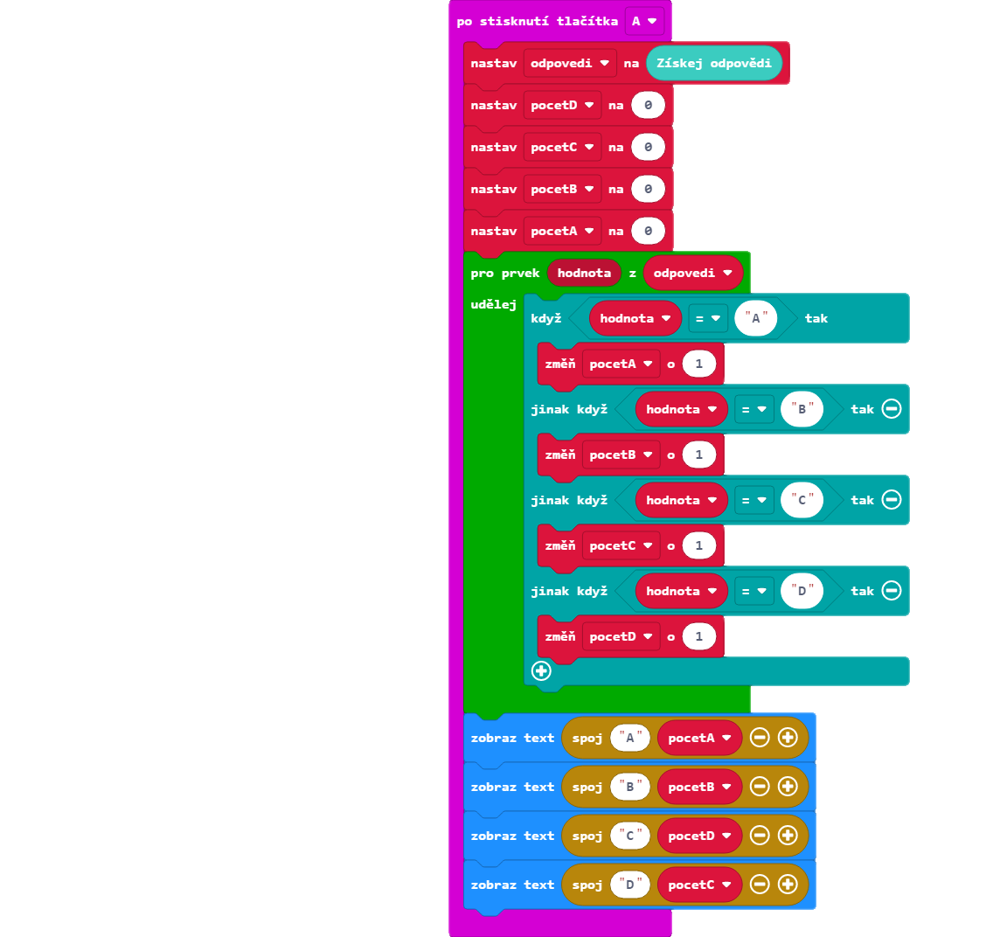 po stisknutí tlačítka A
nastav odpovedi na Získej odpovědi
nastav pocetD na 0
nastav pocetC na 0
nastav pocetB na 0
nastav pocetA na 0
pro prvek hodnota z odpovedi
udělej
když hodnota = "A" tak
změň pocetA o 1
jinak když hodnota = "B" tak
změň pocetB o 1
jinak když hodnota = "C" tak
změň pocetC o 1
jinak když hodnota = "D" tak
změň pocetD o 1
zobraz text spoj "A" pocetA
zobraz text spoj "B" pocetB
zobraz text spoj "C" pocetD
zobraz text spoj "D" pocetC